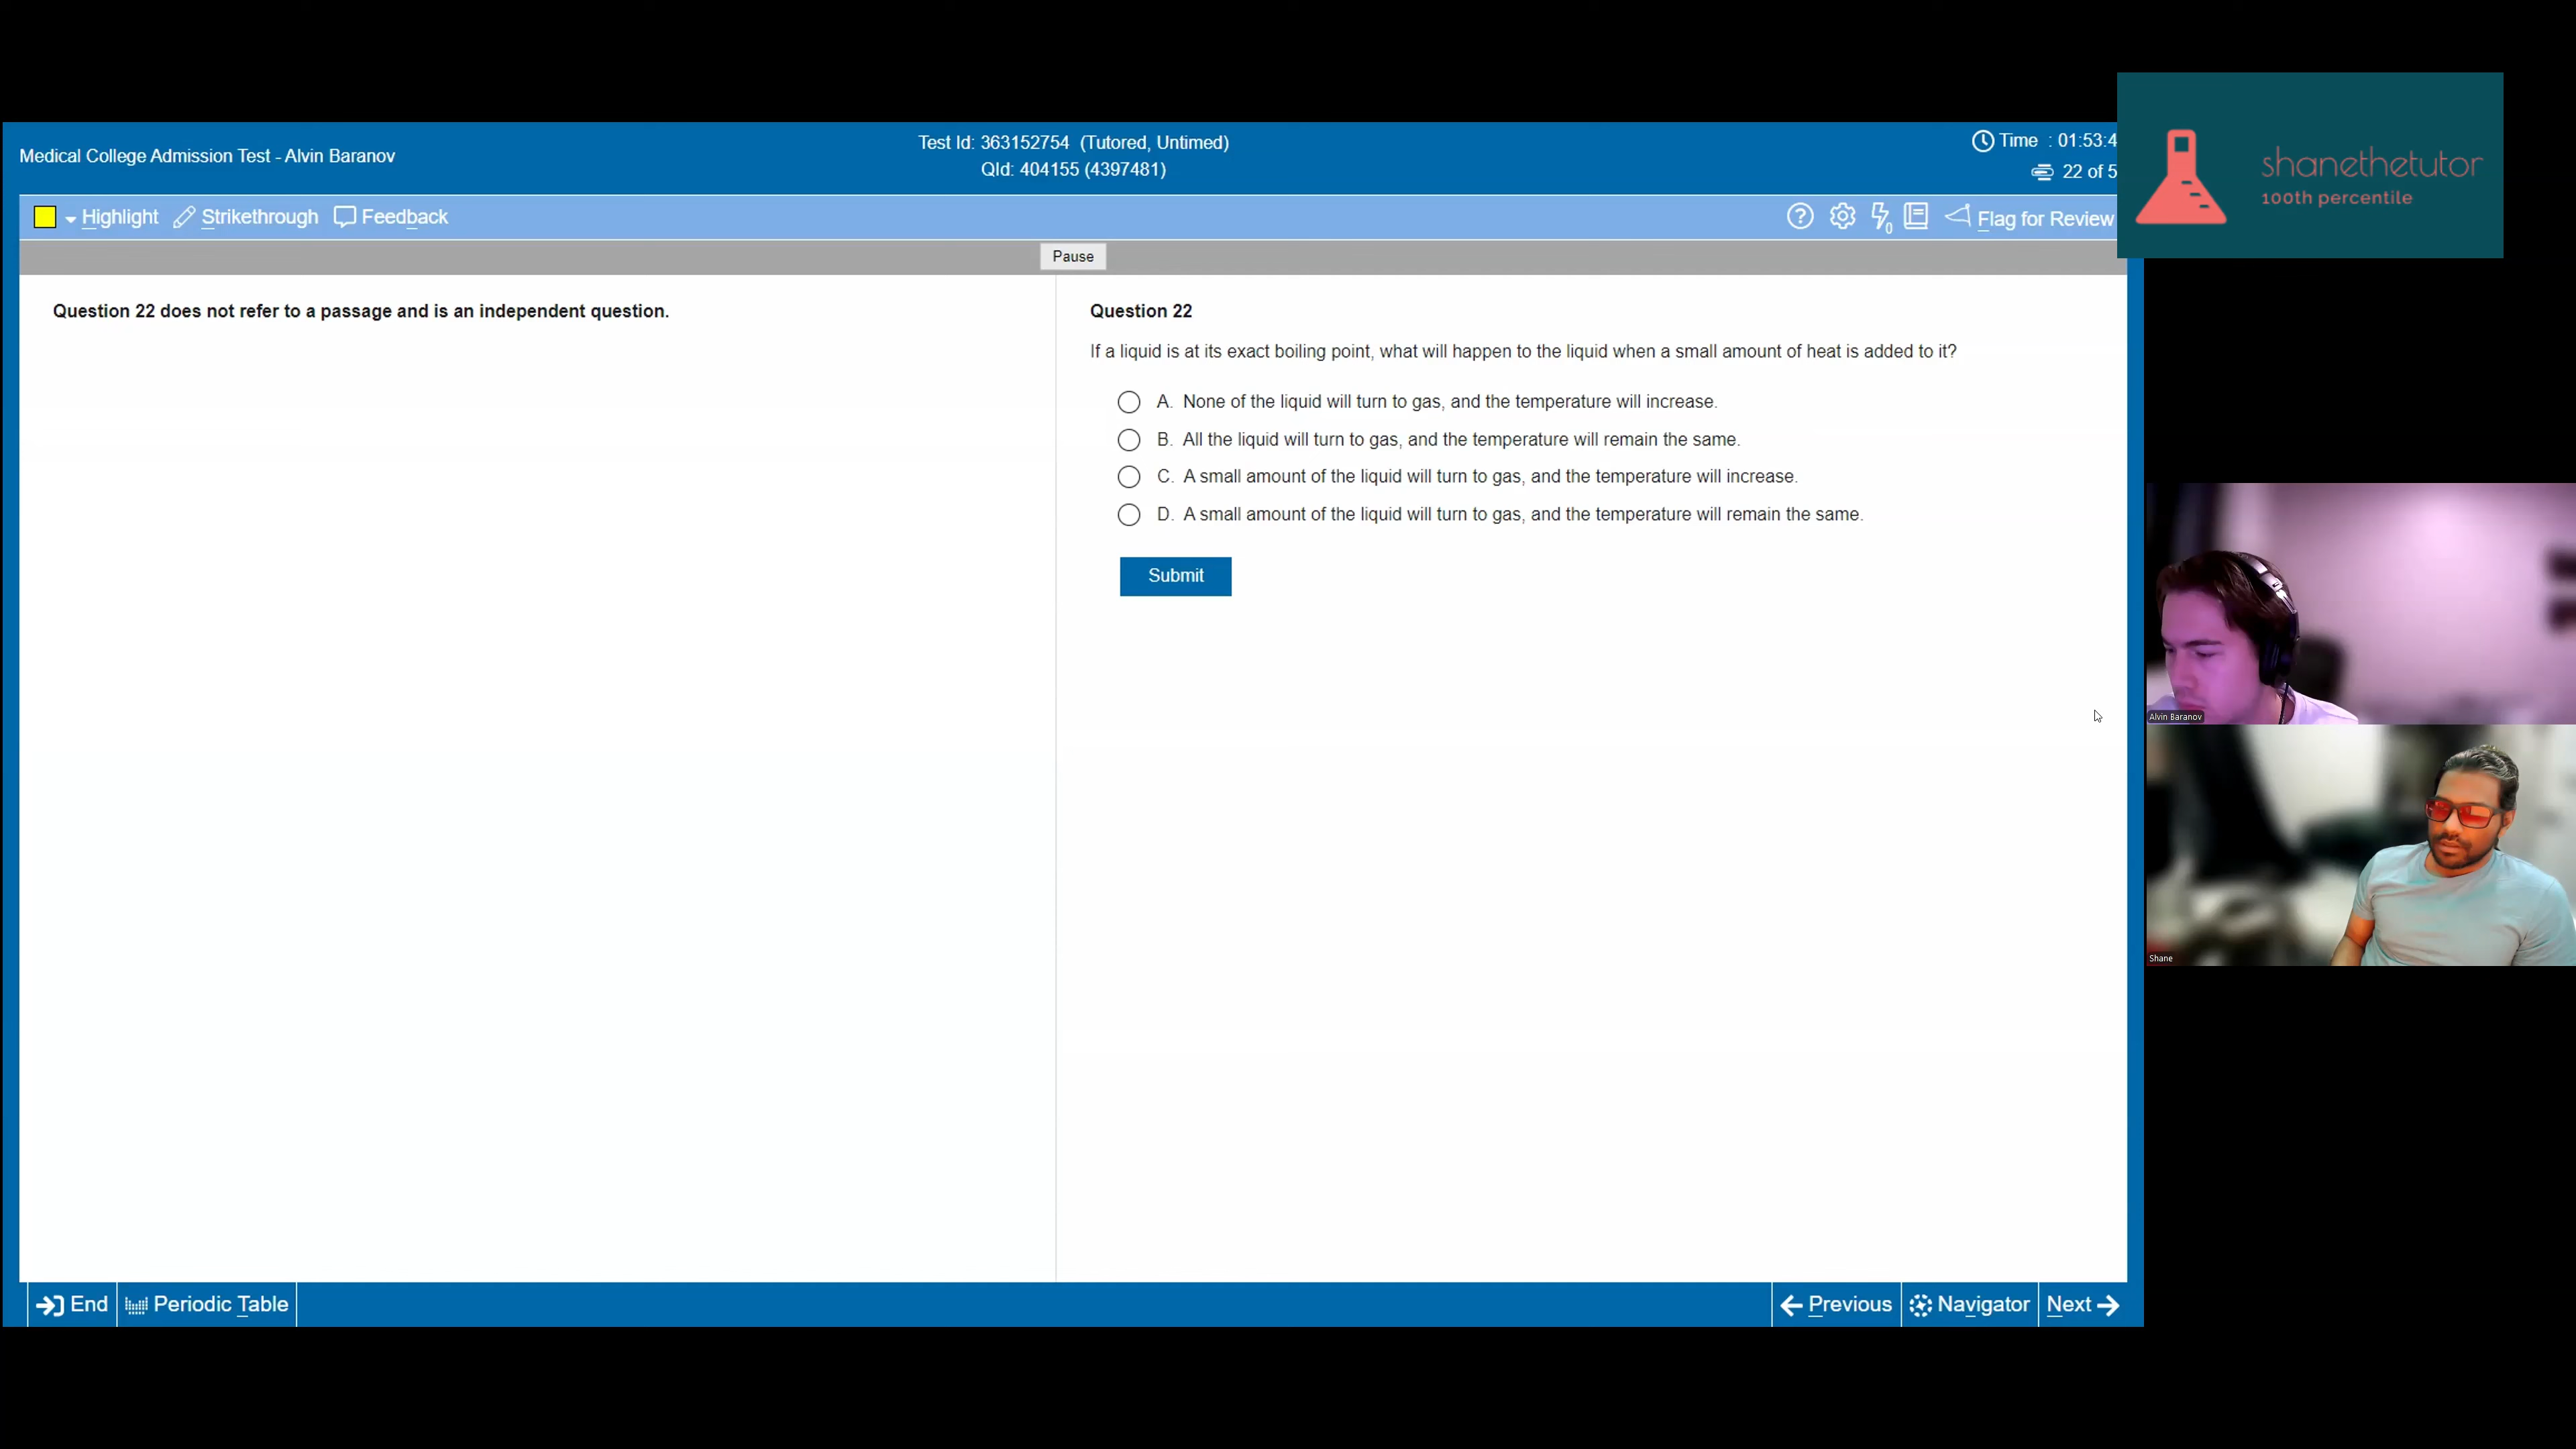 Medical College Admission Test - Alvin Baranov
Test Id: 363152754 (Tutored, Untimed)
QId: 404155 (4397481)
Time : 01:53:4
22 of 5
shanethetutor
100th percentile
Highlight
Strikethrough
Feedback
Flag for Review
Pause
Question 22 does not refer to a passage and is an independent question.
Question 22
If a liquid is at its exact boiling point, what will happen to the liquid when a small amount of heat is added to it?
A. None of the liquid will turn to gas, and the temperature will increase.
B. All the liquid will turn to gas, and the temperature will remain the same.
C. A small amount of the liquid will turn to gas, and the temperature will increase.
D. A small amount of the liquid will turn to gas, and the temperature will remain the same.
Submit
Alvin Baranov
Shane
End
Periodic Table
Previous
Navigator
Next